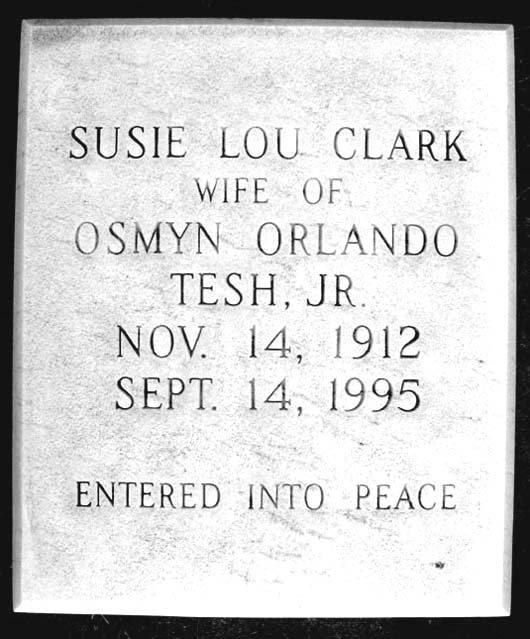 SUSIE LOU CLARK
WIFE OF
OSMYN ORLANDO
TESH, JR.
NOV. 14, 1912
SEPT. 14, 1995
ENTERED INTO PEACE